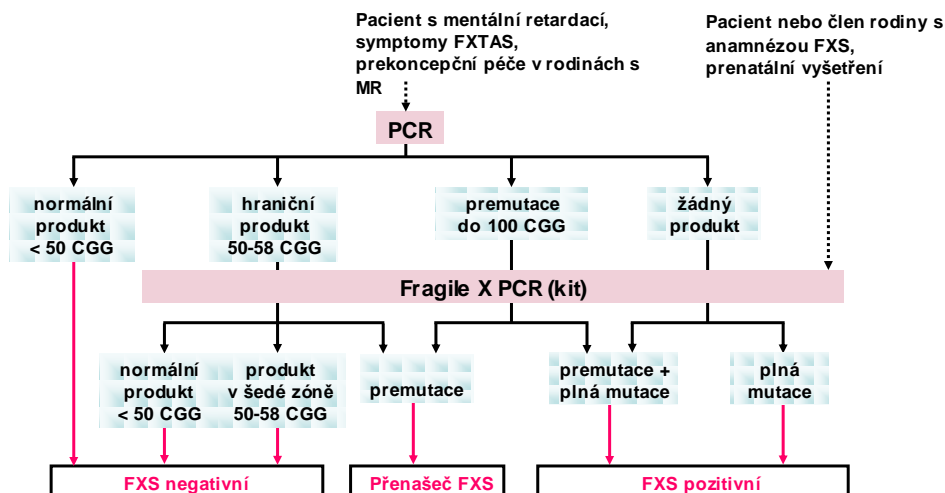 Pacient s mentální retardací,
symptomy FXTAS,
prekoncepční péče v rodinách s
MR
Pacient nebo člen rodiny s
anamnézou FXS,
prenatální vyšetření
PCR
normální
produkt
< 50 CGG
hraniční
produkt
50-58 CGG
premutace
do 100 CGG
žádný
produkt
Fragile X PCR (kit)
normální
produkt
< 50 CGG
produkt
v šedé zóně
50-58 CGG
premutace
premutace +
plná mutace
plná
mutace
FXS negativní
Přenašeč FXS
FXS pozitivní